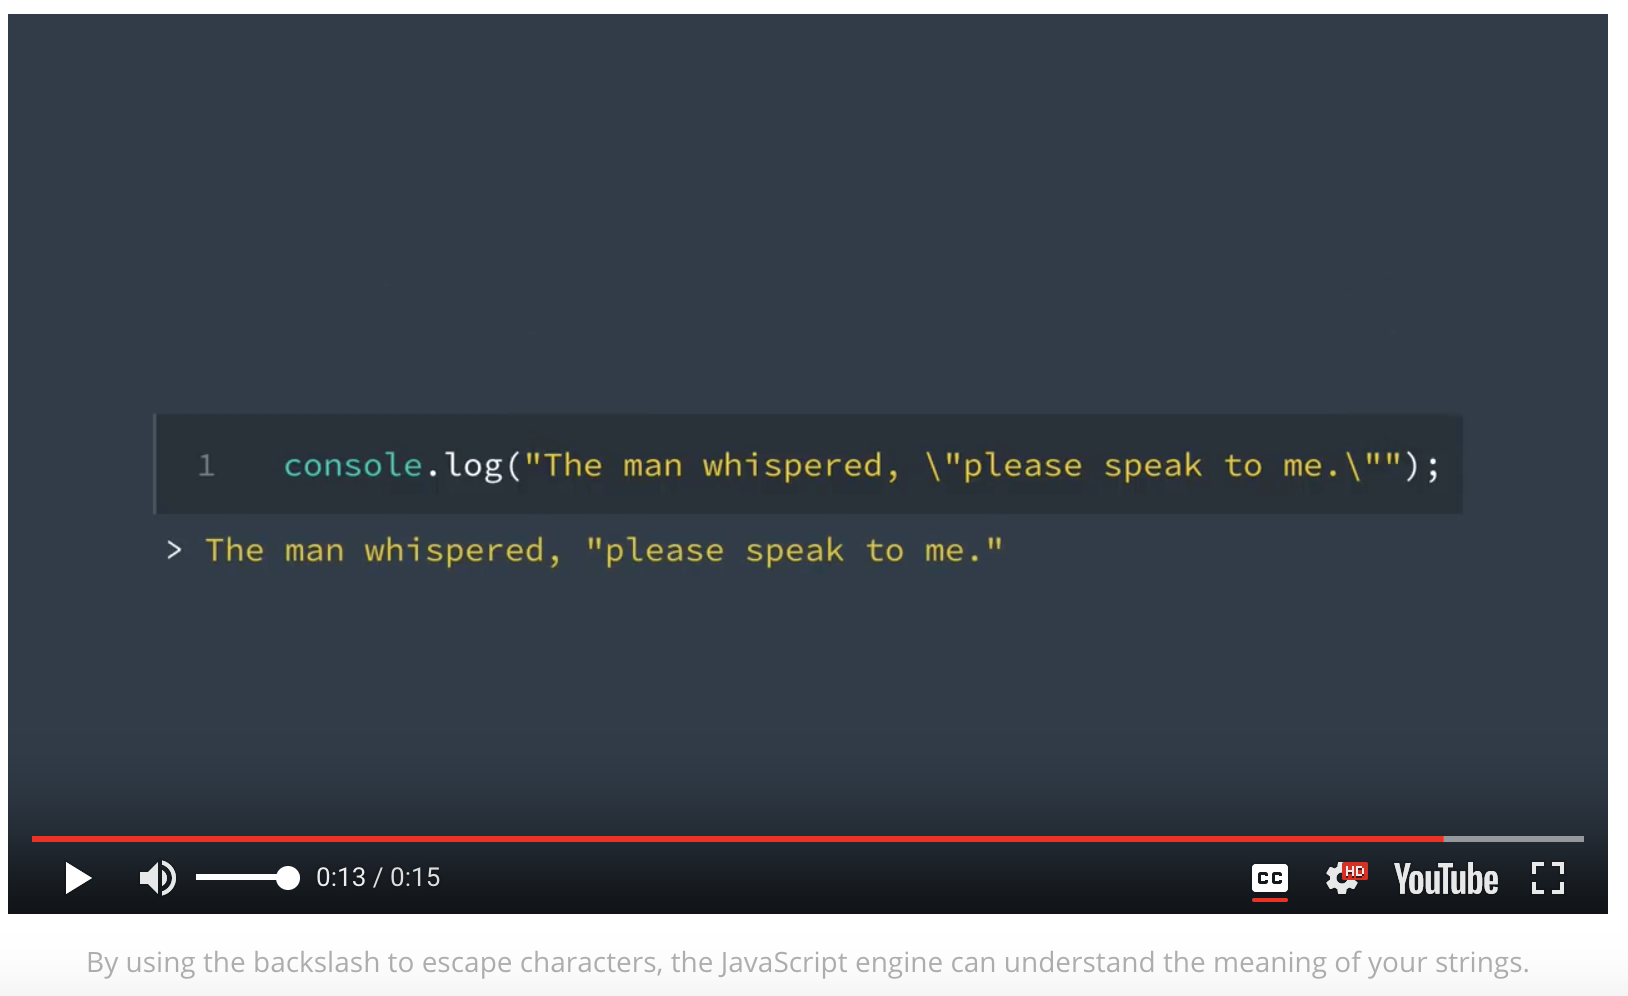 1 console.log("The man whispered, \"please speak to me.\"");
> The man whispered, "please speak to me."
0:13 / 0:15 CC HD YouTube
By using the backslash to escape characters, the JavaScript engine can understand the meaning of your strings.